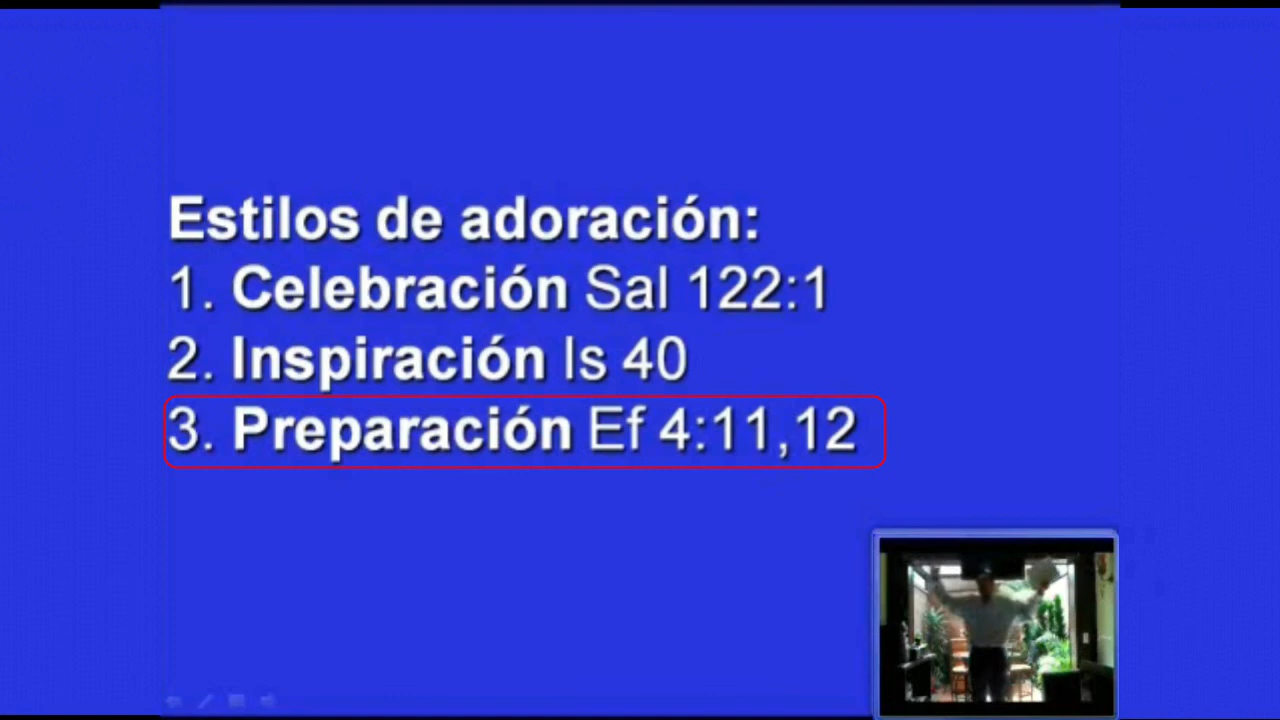 Estilos de adoración:
1. Celebración Sal 122:1
2. Inspiración Is 40
3. Preparación Ef 4:11,12